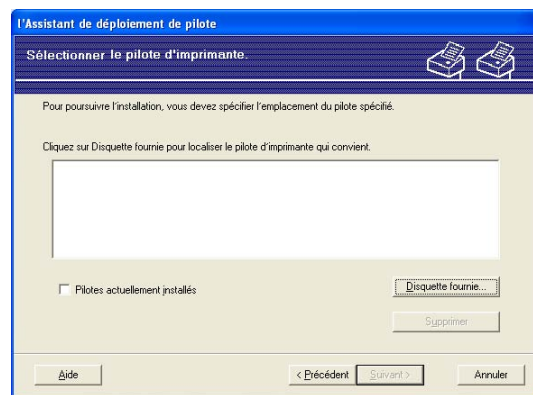 l'Assistant de déploiement de pilote
Sélectionner le pilote d'imprimante.
Pour poursuivre l'installation, vous devez spécifier l'emplacement du pilote spécifié.
Cliquez sur Disquette fournie pour localiser le pilote d'imprimante qui convient.
Pilotes actuellement installés
Disquette fournie...
Supprimer
Aide
< Précédent
Suivant >
Annuler